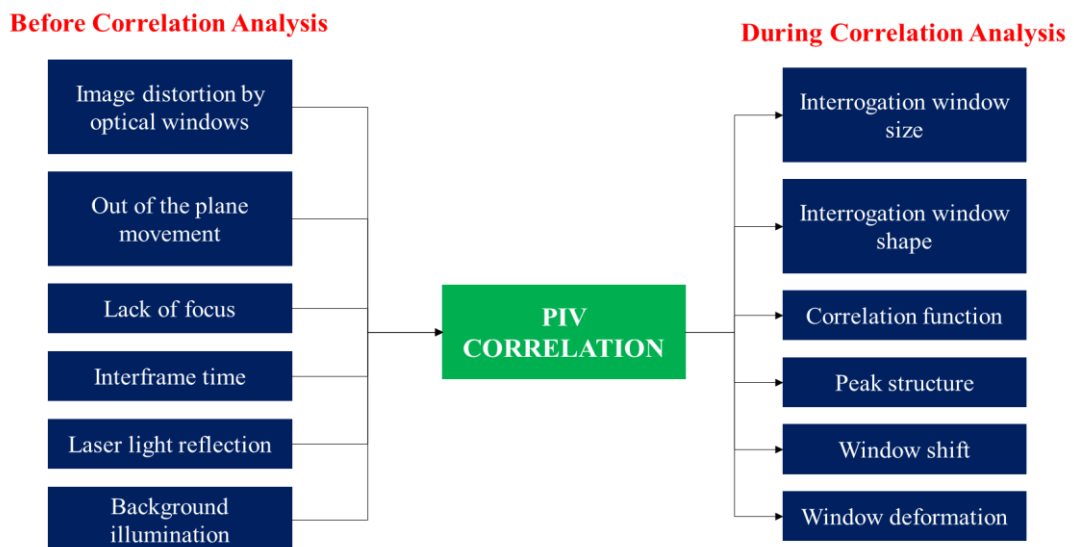 Before Correlation Analysis
Image distortion by
optical windows
Out of the plane
movement
Lack of focus
Interframe time
Laser light reflection
Background
illumination
PIV
CORRELATION
During Correlation Analysis
Interrogation window
size
Interrogation window
shape
Correlation function
Peak structure
Window shift
Window deformation